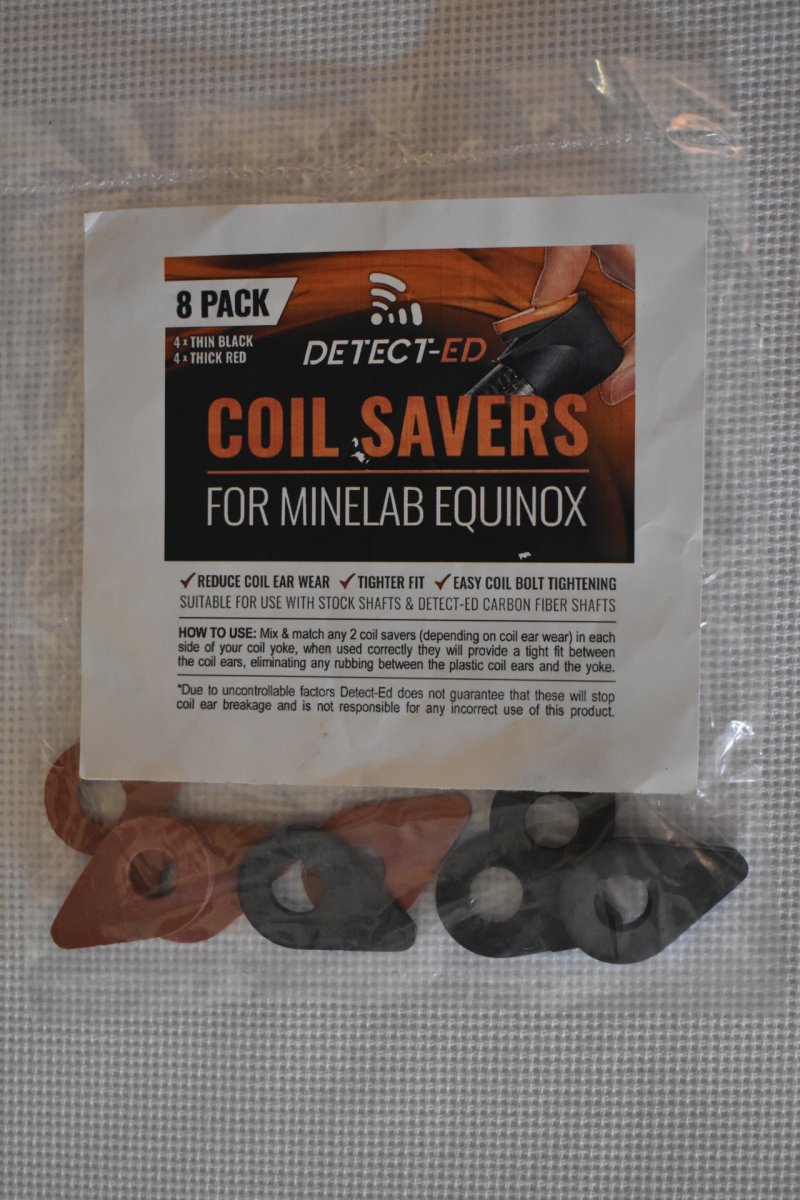 8 PACK
4 x THIN BLACK
4 x THICK RED
DETECT-ED
COIL SAVERS
FOR MINELAB EQUINOX
✓ REDUCE COIL EAR WEAR ✓ TIGHTER FIT ✓ EASY COIL BOLT TIGHTENING
SUITABLE FOR USE WITH STOCK SHAFTS & DETECT-ED CARBON FIBER SHAFTS
HOW TO USE: Mix & match any 2 coil savers (depending on coil ear wear) in each
side of your coil yoke, when used correctly they will provide a tight fit between
the coil ears, eliminating any rubbing between the plastic coil ears and the yoke.
*Due to uncontrollable factors Detect-Ed does not guarantee that these will stop
coil ear breakage and is not responsible for any incorrect use of this product.